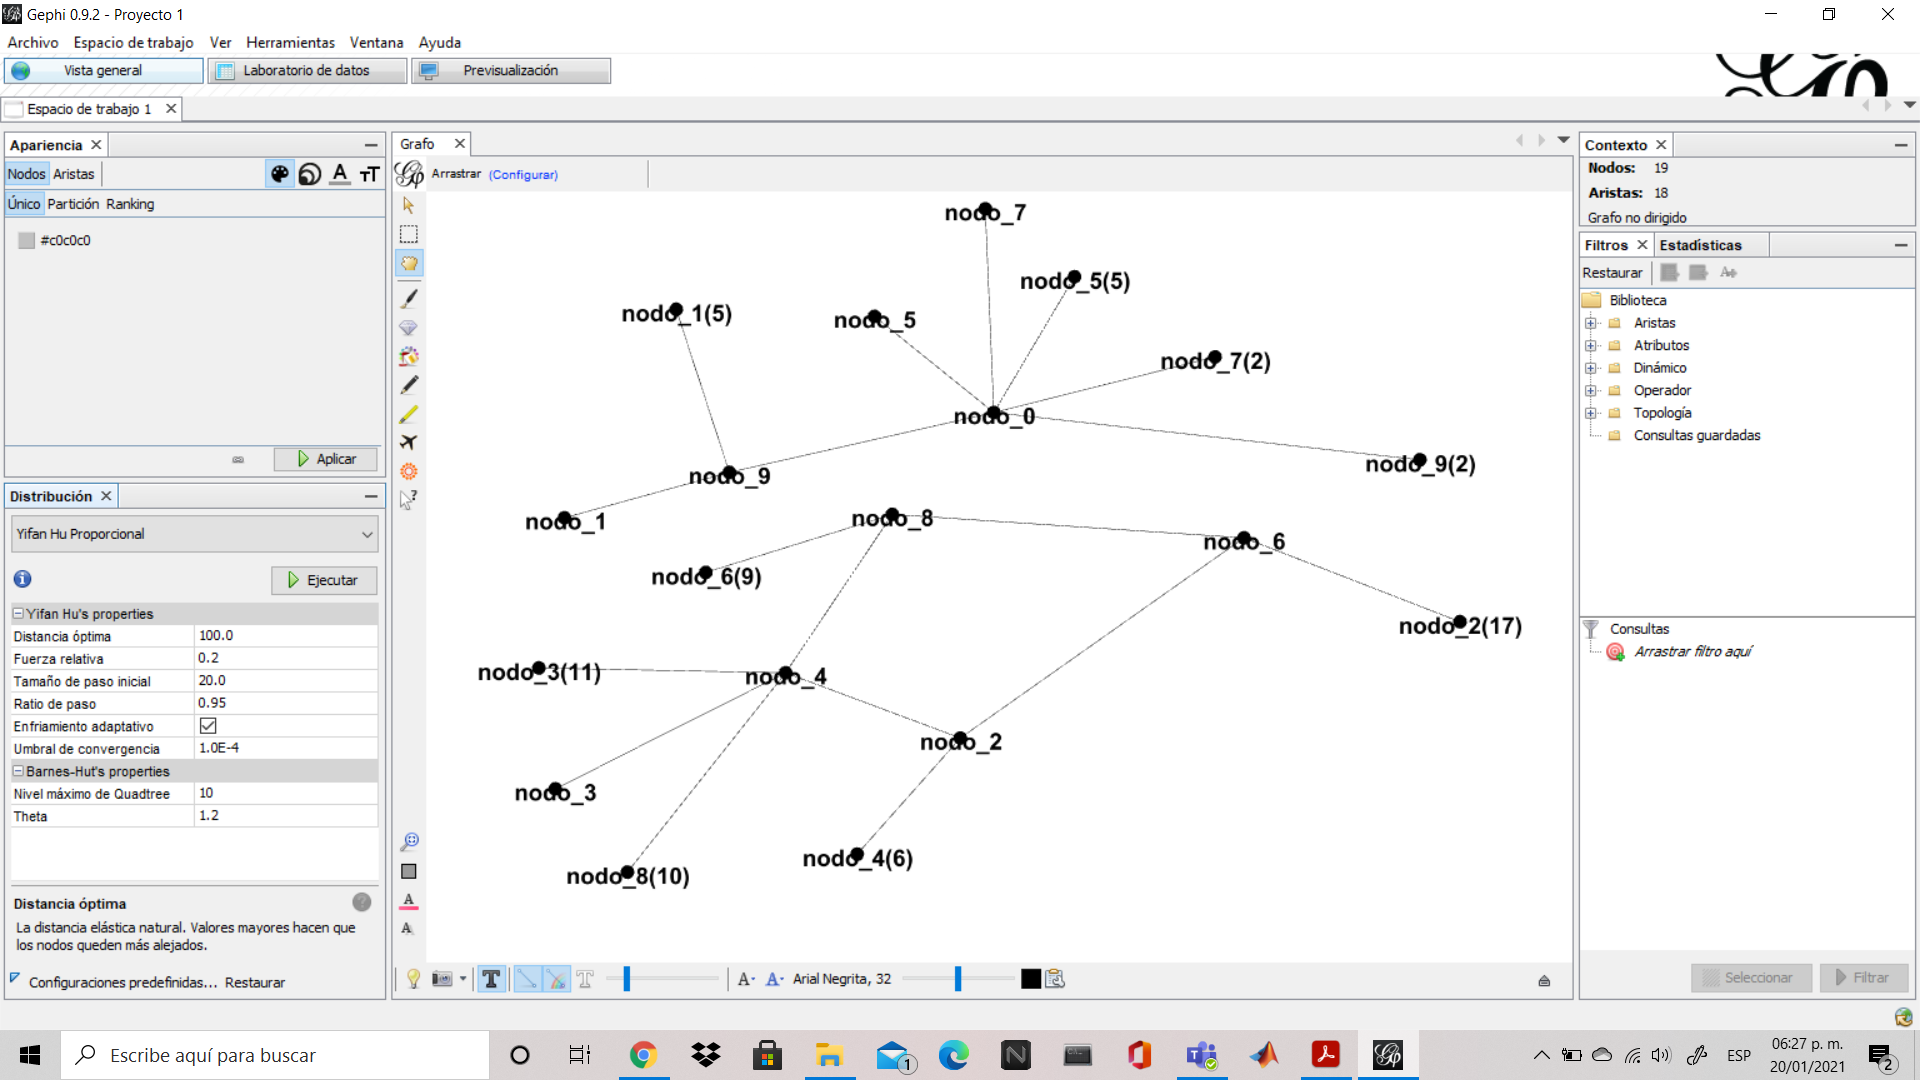 Gephi 0.9.2 - Proyecto 1
Archivo Espacio de trabajo Ver Herramientas Ventana Ayuda
Vista general Laboratorio de datos Previsualización
Espacio de trabajo 1
Apariencia
Nodos Aristas
Único Partición Ranking
#c0c0c0
Aplicar
Distribución
Yifan Hu Proporcional
Ejecutar
Yifan Hu's properties
Distancia óptima 100.0
Fuerza relativa 0.2
Tamaño de paso inicial 20.0
Ratio de paso 0.95
Enfriamiento adaptativo
Umbral de convergencia 1.0E-4
Barnes-Hut's properties
Nivel máximo de Quadtree 10
Theta 1.2
Distancia óptima
La distancia elástica natural. Valores mayores hacen que
los nodos queden más alejados.
Configuraciones predefinidas... Restaurar
Grafo
Arrastrar (Configurar)
nodo_7
nodo_5(5)
nodo_1(5)
nodo_5
nodo_7(2)
nodo_0
nodo_9(2)
nodo_9
nodo_1
nodo_8
nodo_6
nodo_6(9)
nodo_2(17)
nodo_3(11)
nodo_4
nodo_2
nodo_3
nodo_4(6)
nodo_8(10)
Arial Negrita, 32
Contexto
Nodos: 19
Aristas: 18
Grafo no dirigido
Filtros Estadísticas
Restaurar
Biblioteca
Aristas
Atributos
Dinámico
Operador
Topología
Consultas guardadas
Consultas
Arrastrar filtro aquí
Seleccionar Filtrar
Escribe aquí para buscar
1
ESP
06:27 p. m.
20/01/2021
2